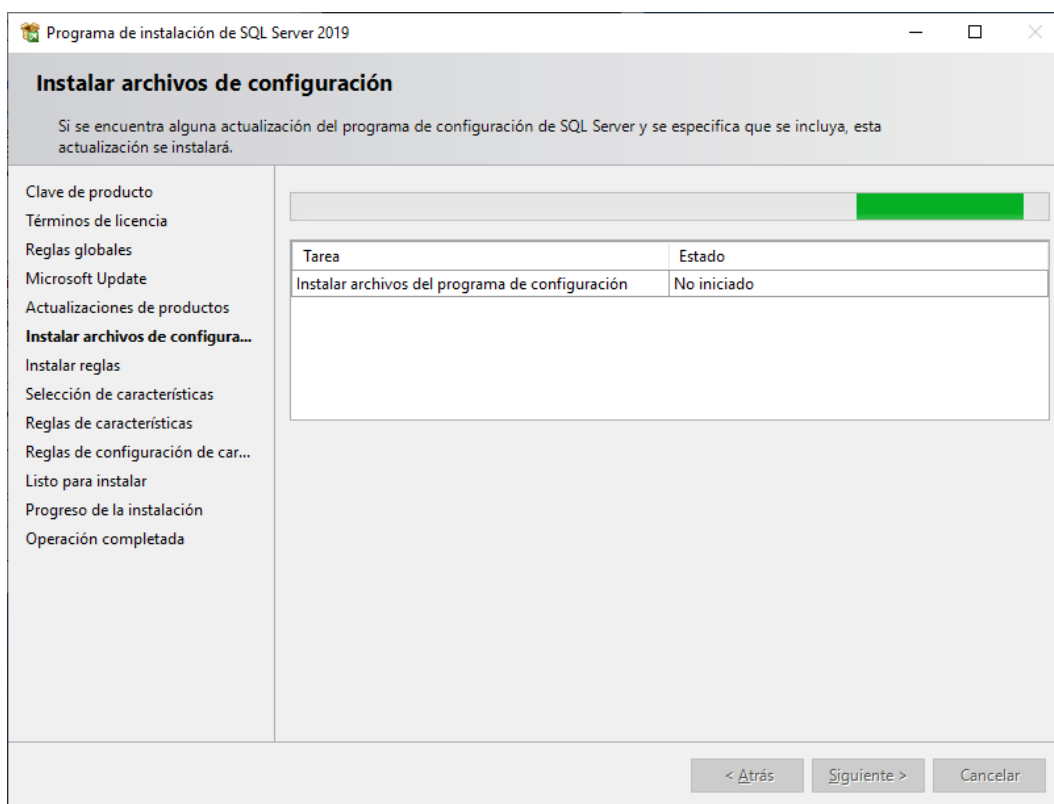 Programa de instalación de SQL Server 2019
Instalar archivos de configuración
Si se encuentra alguna actualización del programa de configuración de SQL Server y se especifica que se incluya, esta
actualización se instalará.
Clave de producto
Términos de licencia
Reglas globales
Microsoft Update
Actualizaciones de productos
Instalar archivos de configura...
Instalar reglas
Selección de características
Reglas de características
Reglas de configuración de car...
Listo para instalar
Progreso de la instalación
Operación completada
Tarea Estado
Instalar archivos del programa de configuración No iniciado
< Atrás Siguiente > Cancelar